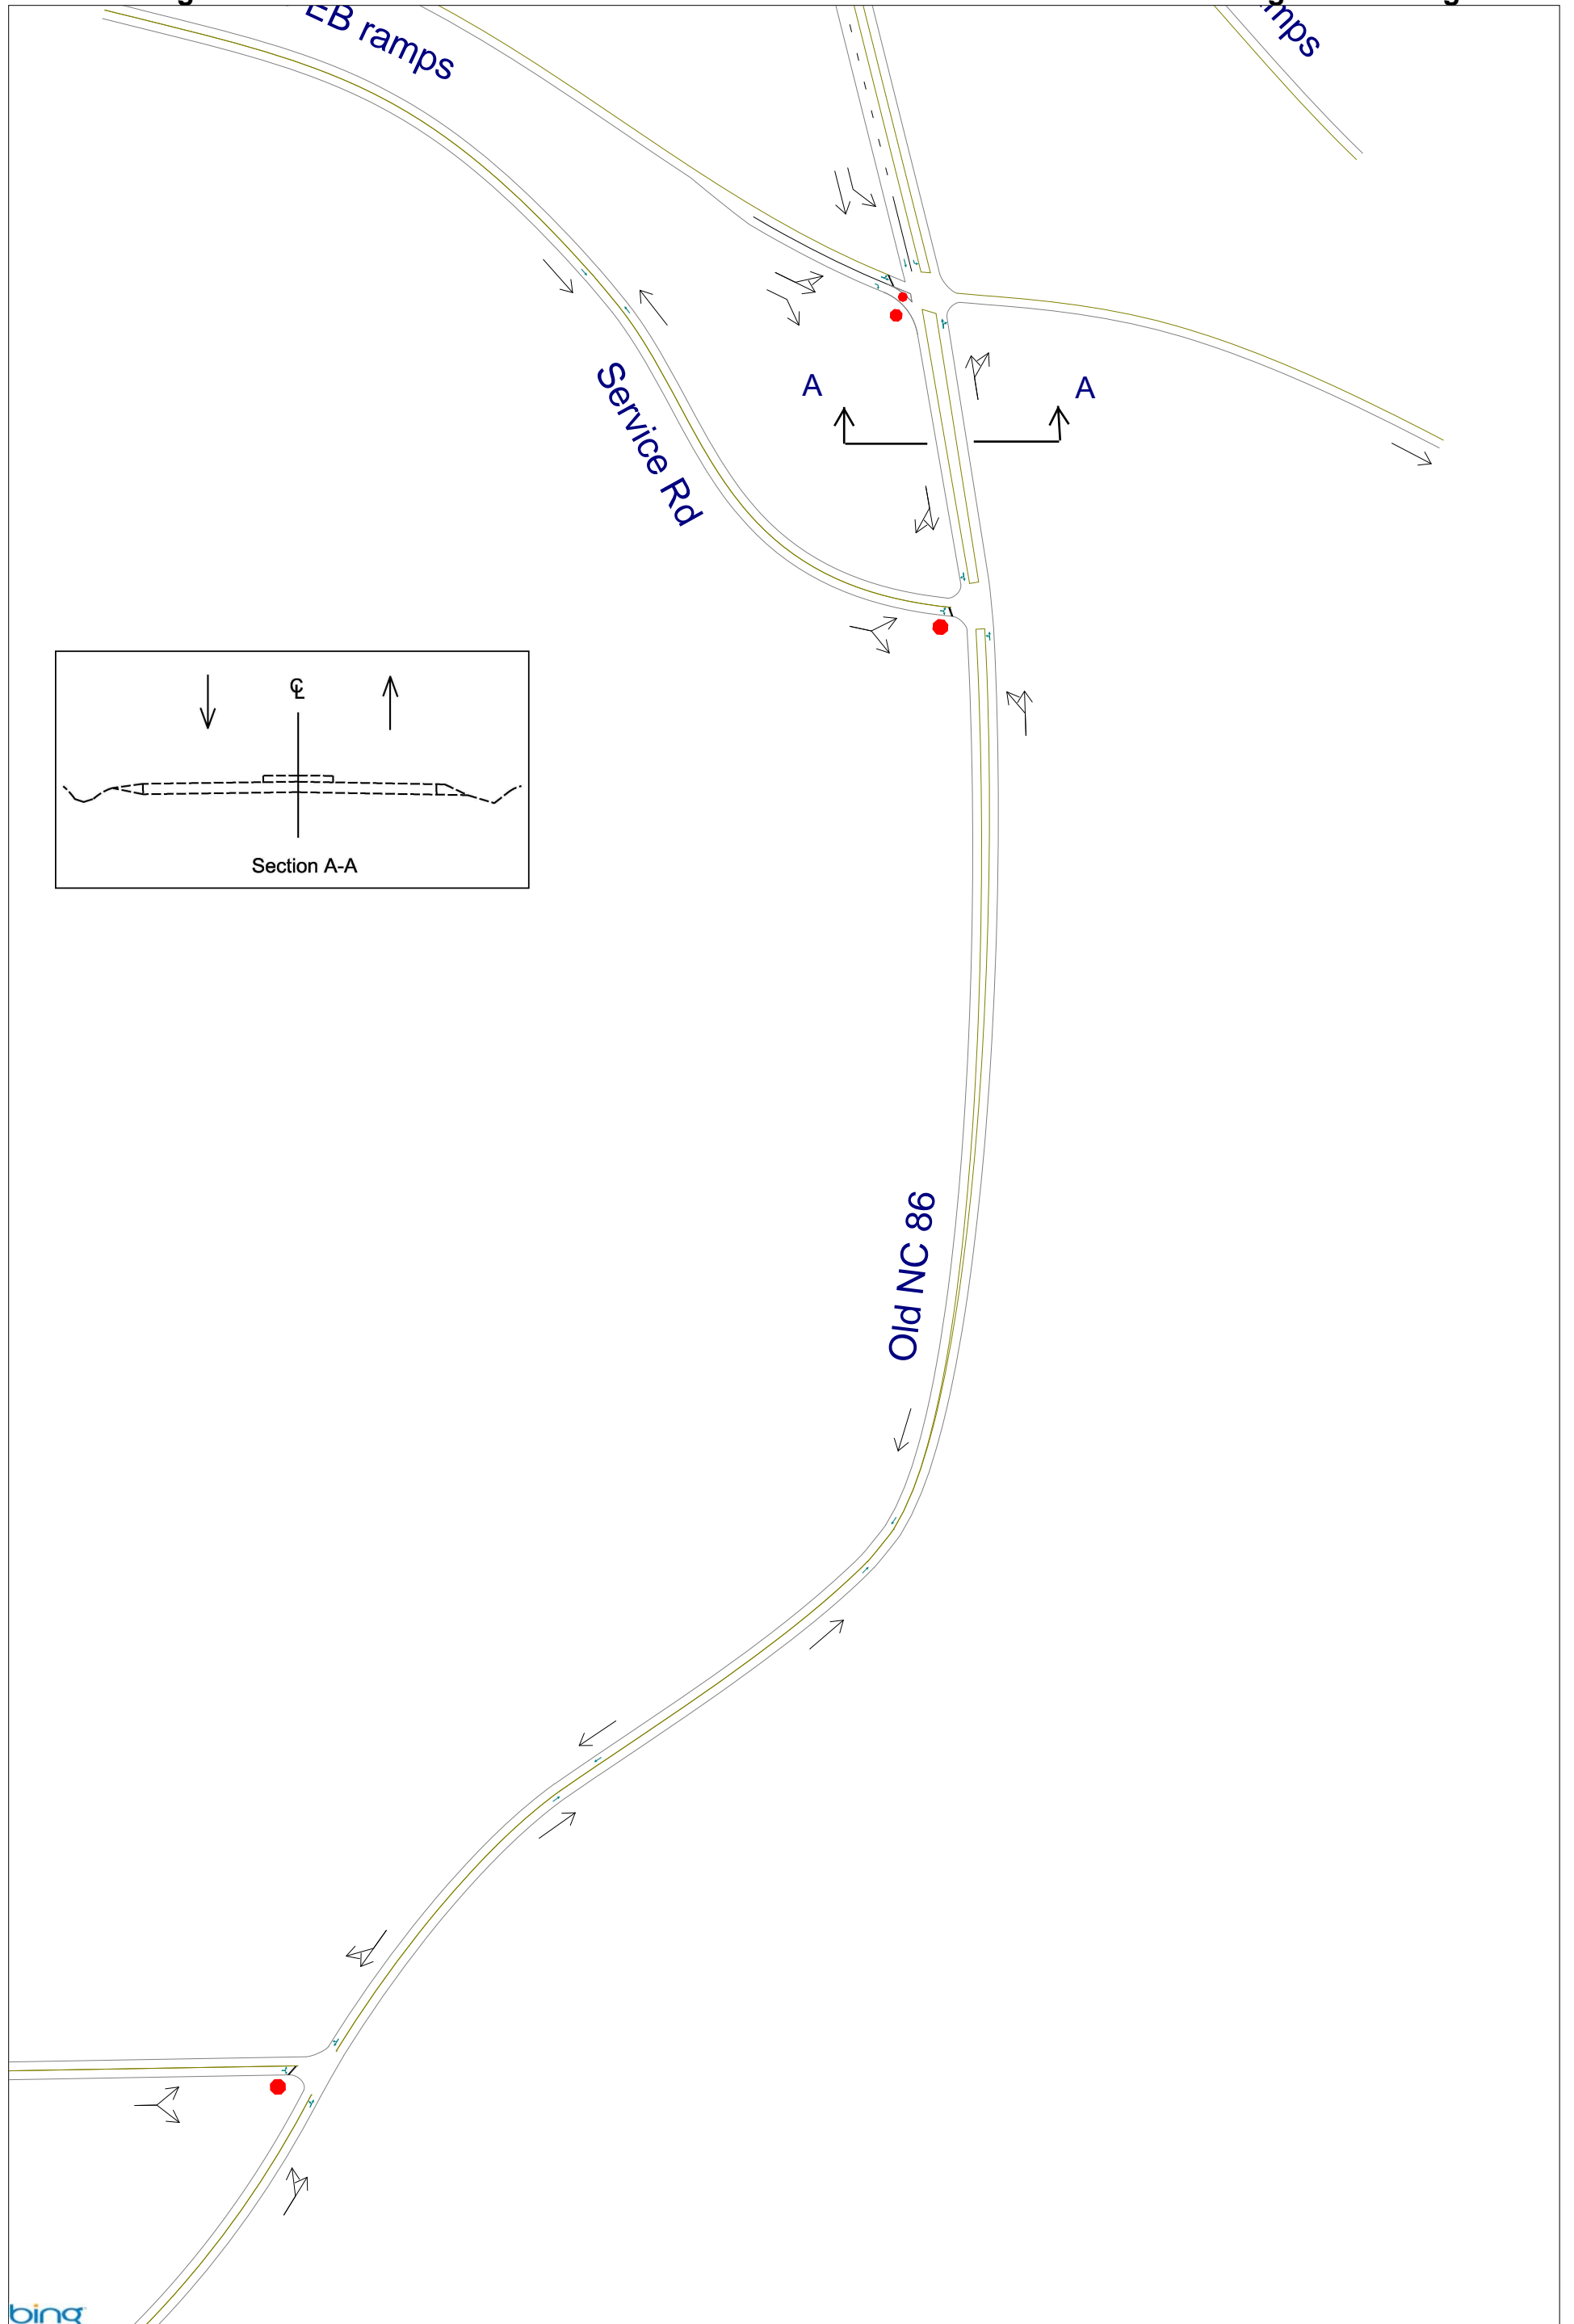 EB ramps
A
A
Service Rd
℄
Section A-A
Old NC 86
bing